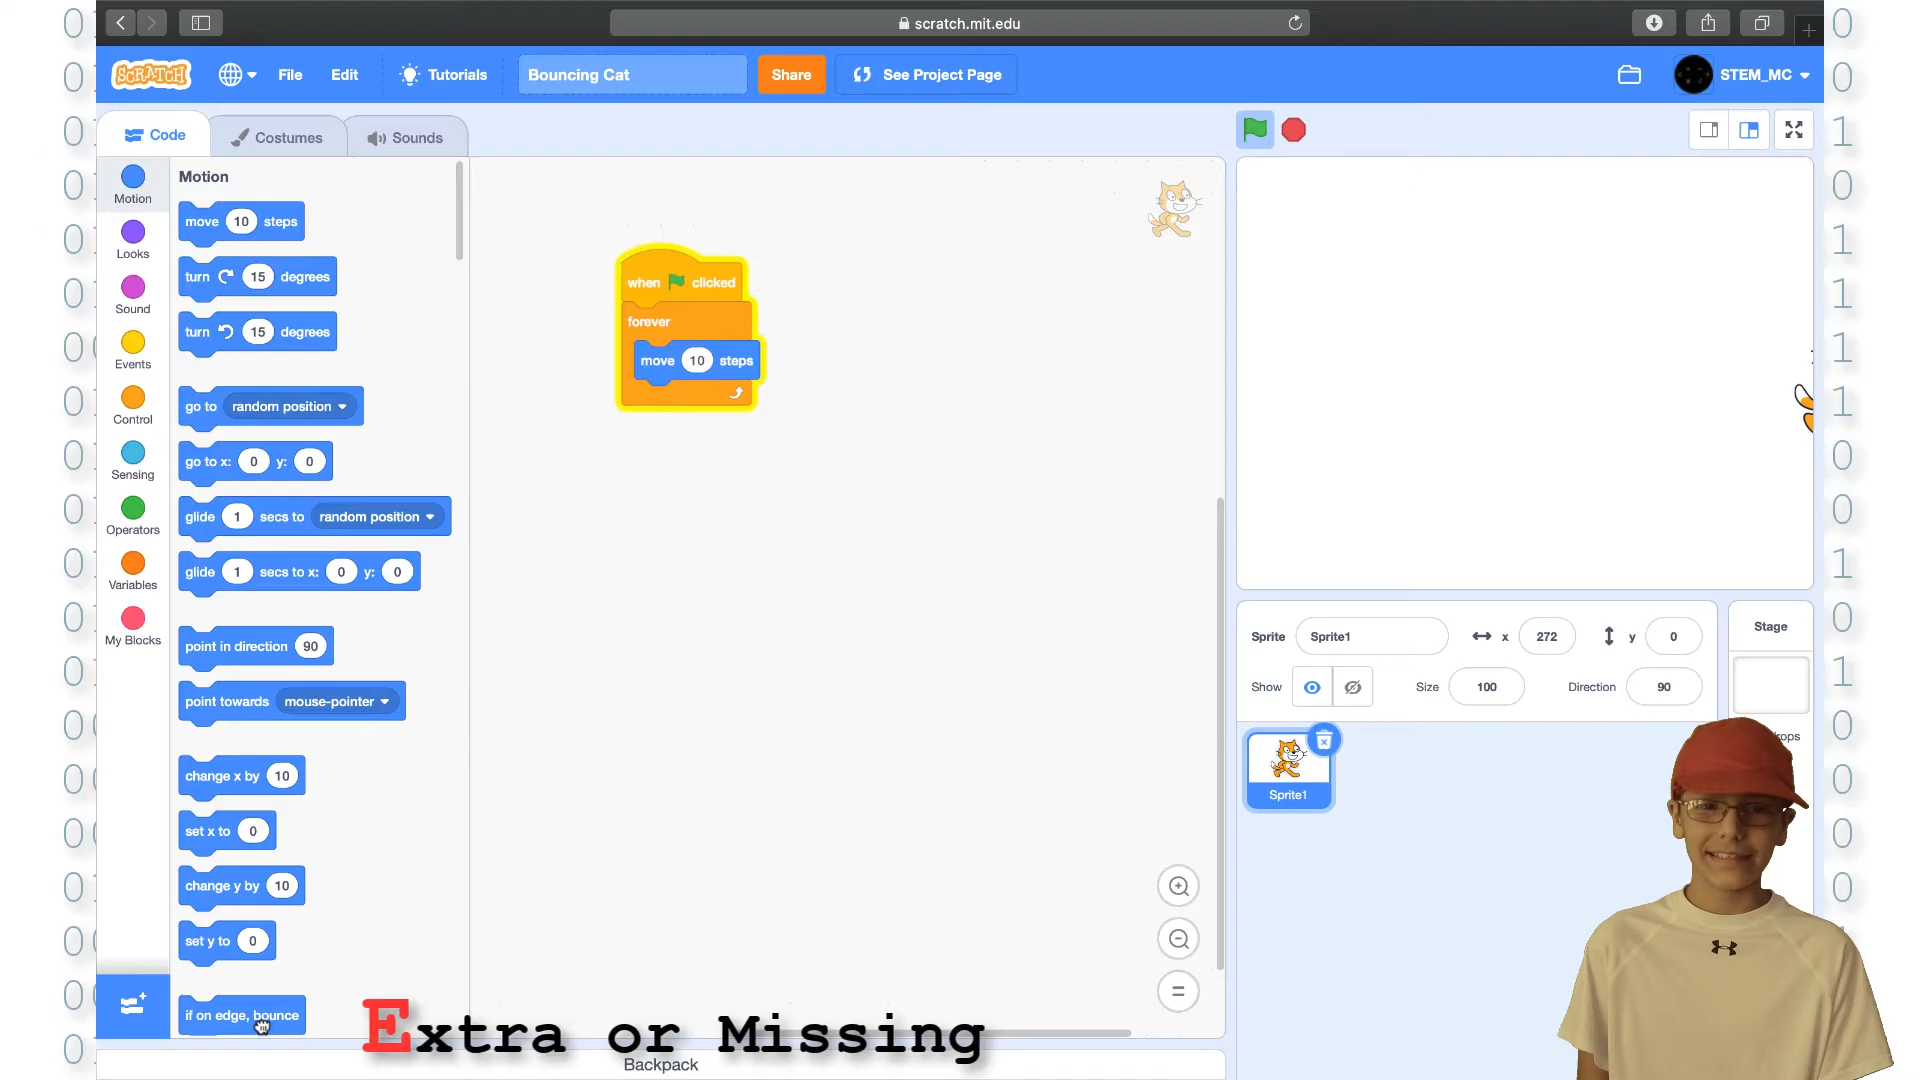 scratch.mit.edu
SCRATCH
File
Edit
Tutorials
Bouncing Cat
Share
See Project Page
STEM_MC
Code
Costumes
Sounds
Motion
Looks
Sound
Events
Control
Sensing
Operators
Variables
My Blocks
Motion
move 10 steps
turn 15 degrees
turn 15 degrees
go to random position
go to x: 0 y: 0
glide 1 secs to random position
glide 1 secs to x: 0 y: 0
point in direction 90
point towards mouse-pointer
change x by 10
set x to 0
change y by 10
set y to 0
if on edge, bounce
when clicked
forever
move 10 steps
Sprite Sprite1 x 272 y 0
Show Size 100 Direction 90
Sprite1
Stage
Extra or Missing
Backpack